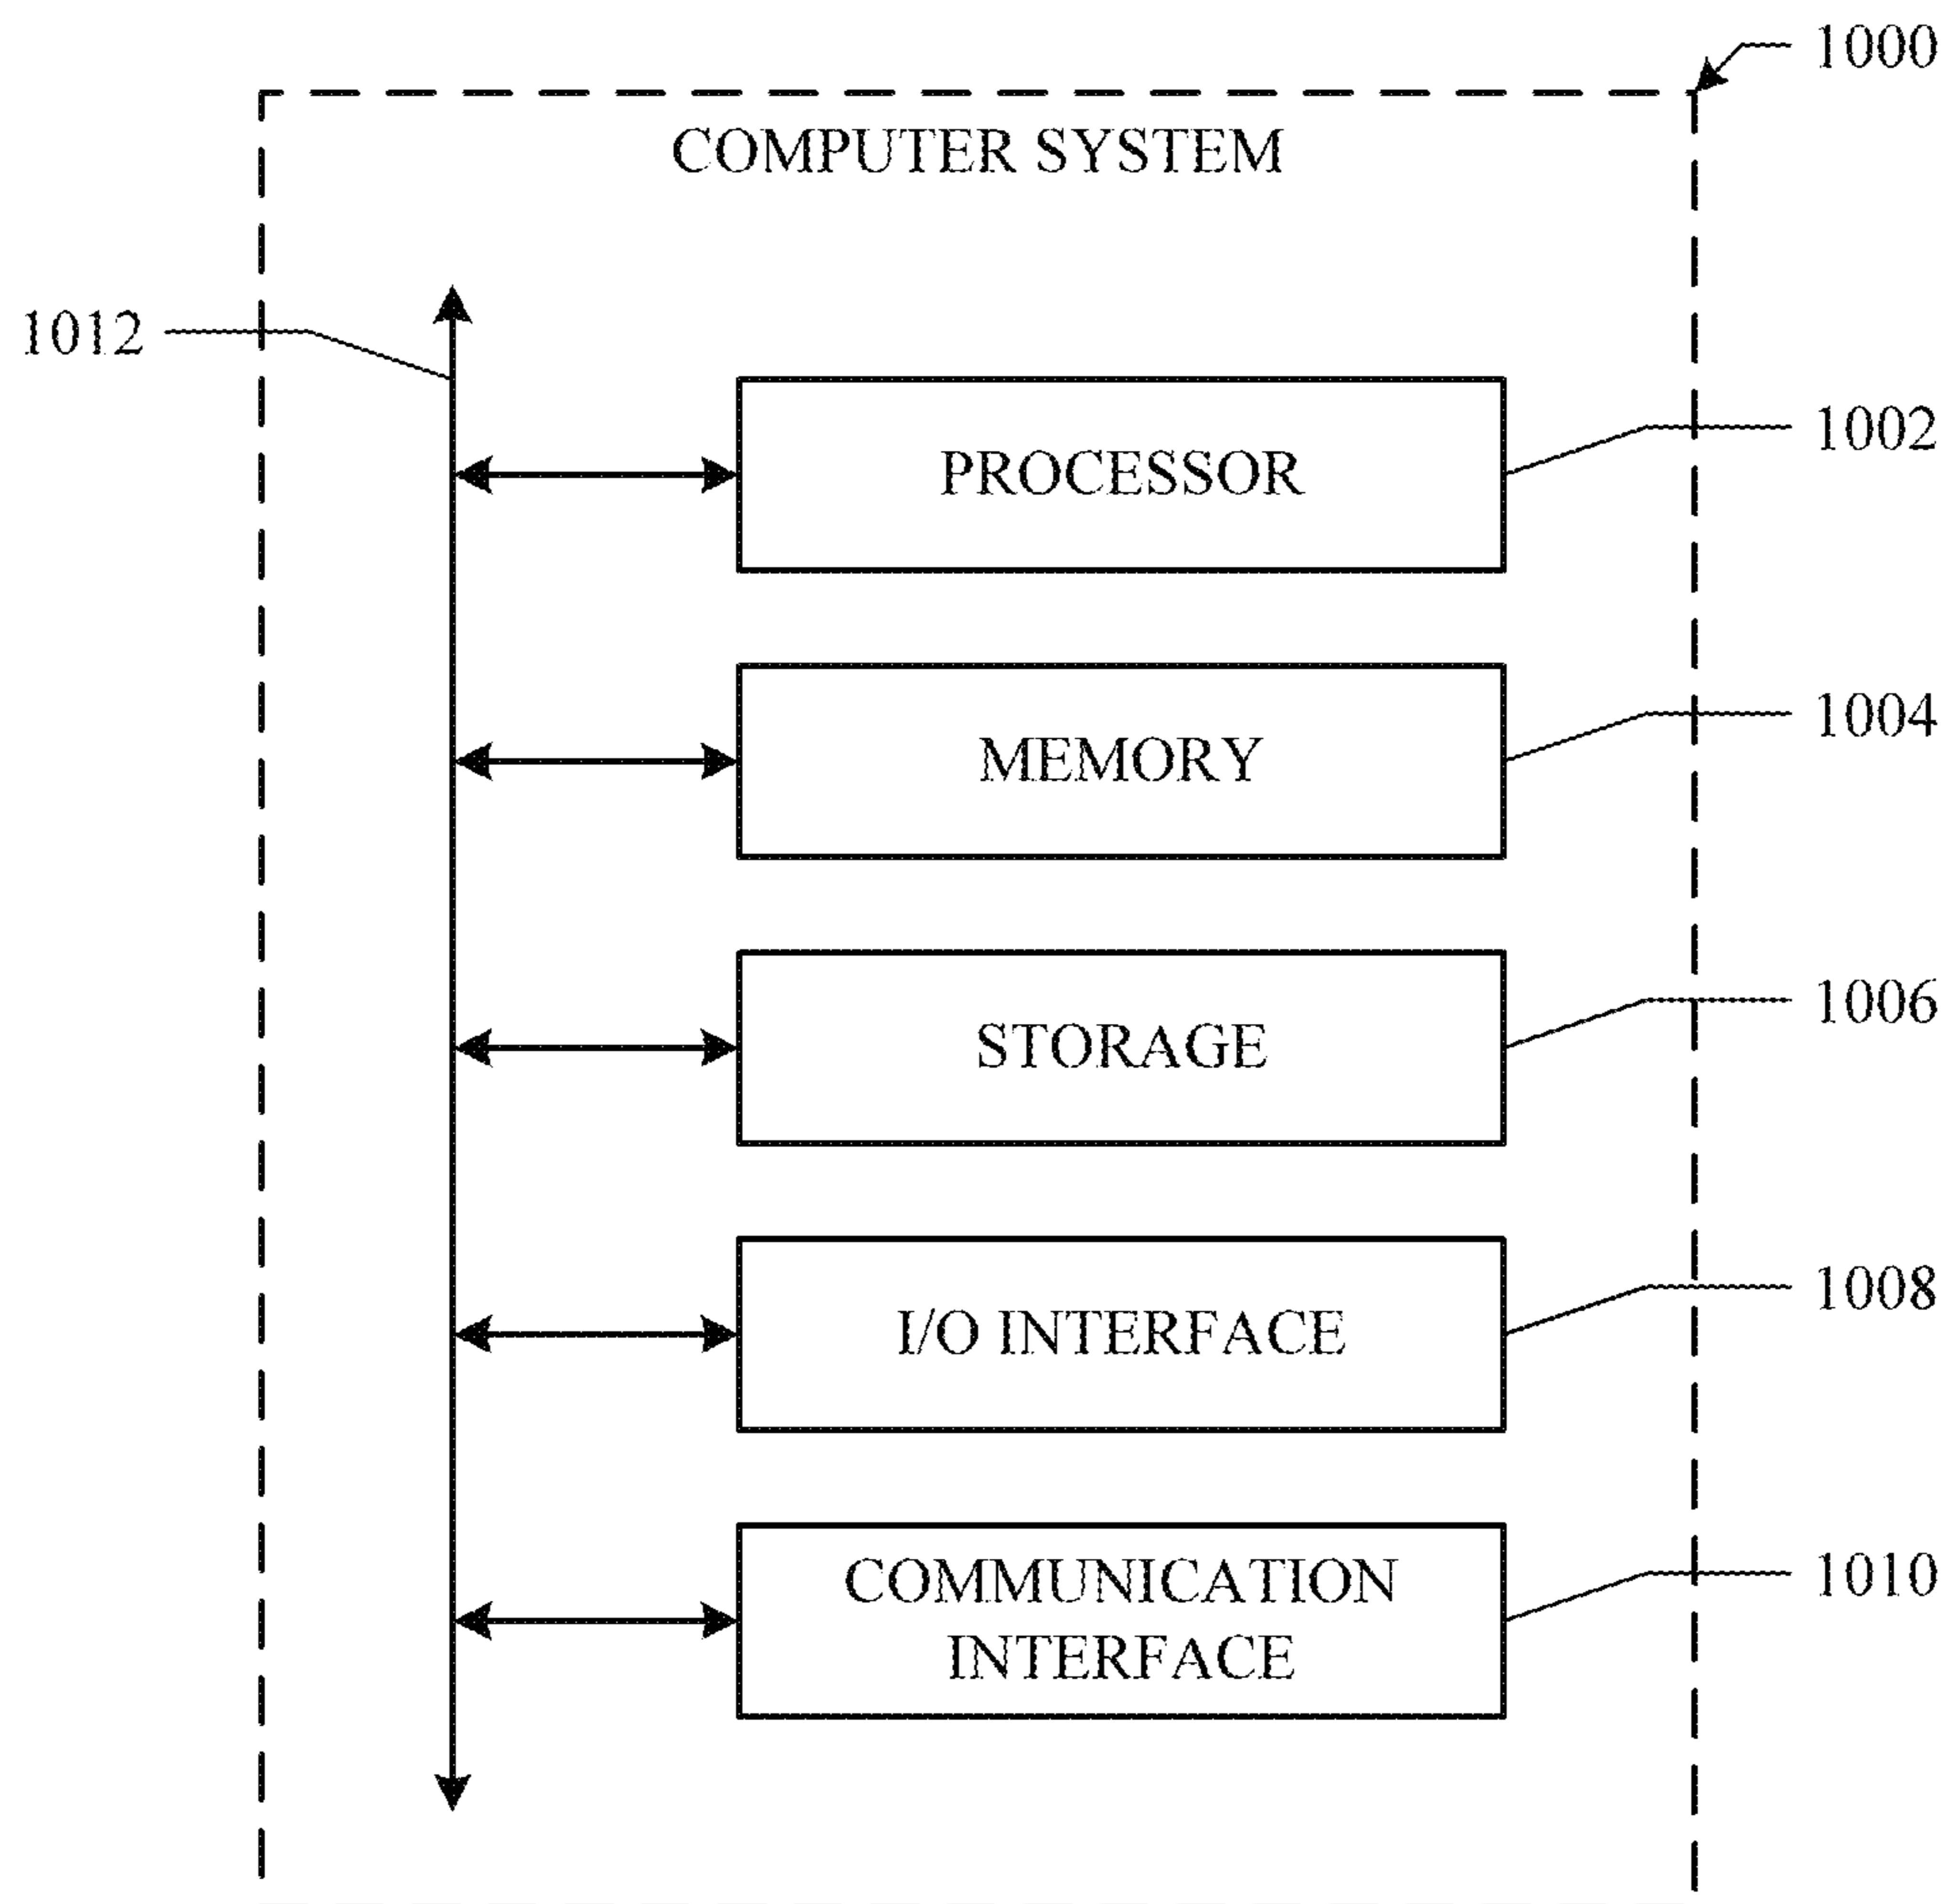 1000
COMPUTER SYSTEM
1012
PROCESSOR
1002
MEMORY
1004
STORAGE
1006
I/O INTERFACE
1008
COMMUNICATION
INTERFACE
1010